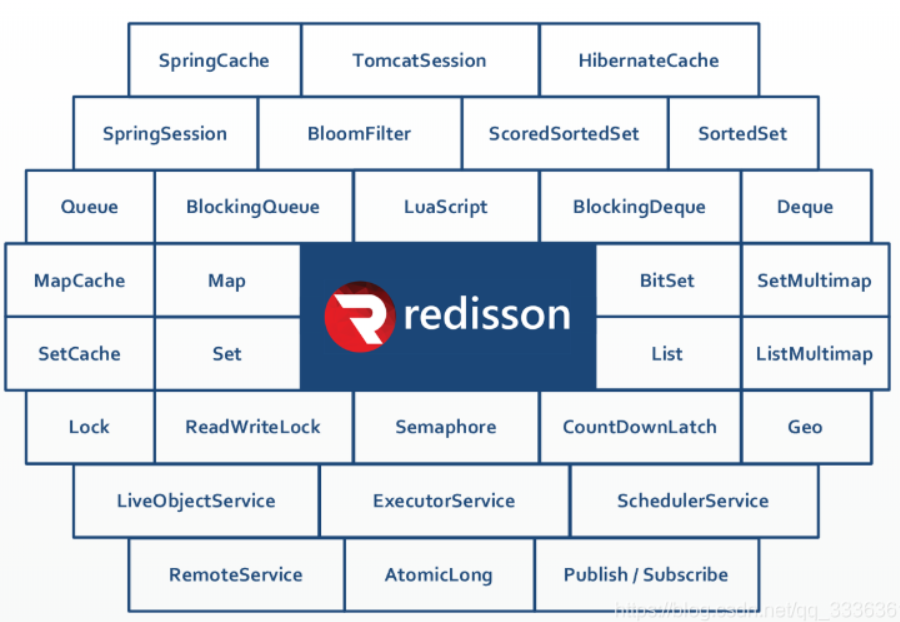 SpringCache TomcatSession HibernateCache
SpringSession BloomFilter ScoredSortedSet SortedSet
Queue BlockingQueue LuaScript BlockingDeque Deque
MapCache Map BitSet SetMultimap
redisson
SetCache Set List ListMultimap
Lock ReadWriteLock Semaphore CountDownLatch Geo
LiveObjectService ExecutorService SchedulerService
RemoteService AtomicLong Publish / Subscribe
https://blog.csdn.net/qq_333636